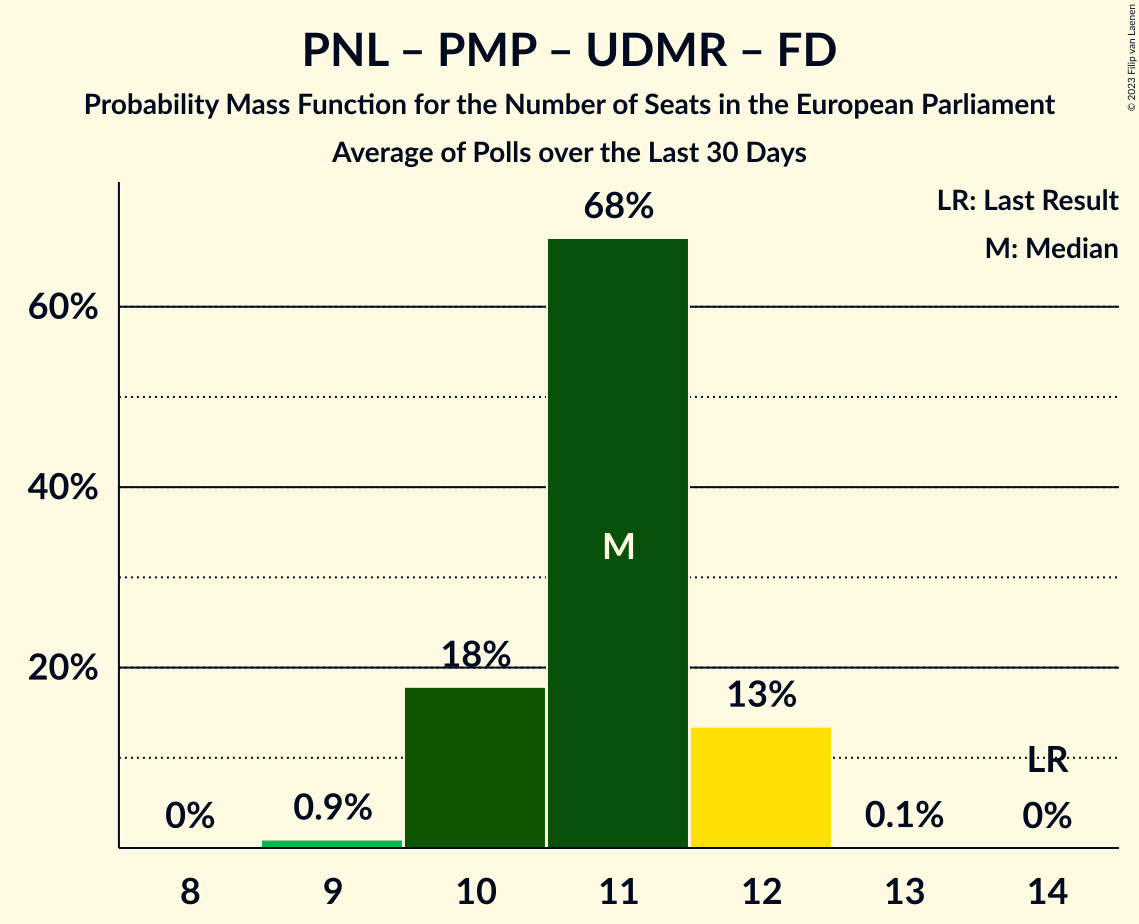 PNL – PMP – UDMR – FD
Probability Mass Function for the Number of Seats in the European Parliament
Average of Polls over the Last 30 Days
© 2023 Filip van Laenen
LR: Last Result
M: Median
68%
60%
40%
M
20%
18%
13%
LR
0%
0.9%
0.1%
0%
8
9
10
11
12
13
14